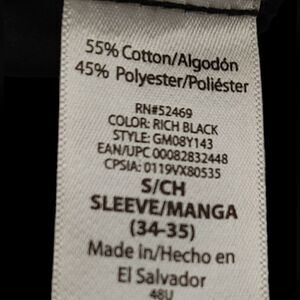 55% Cotton/Algodón
45% Polyester/Poliéster
RN#52469
COLOR: RICH BLACK
STYLE: GM08Y143
EAN/UPC 00082832448
CPSIA: 0119VX80535
S/CH
SLEEVE/MANGA
(34-35)
Made in/Hecho en
El Salvador
48U